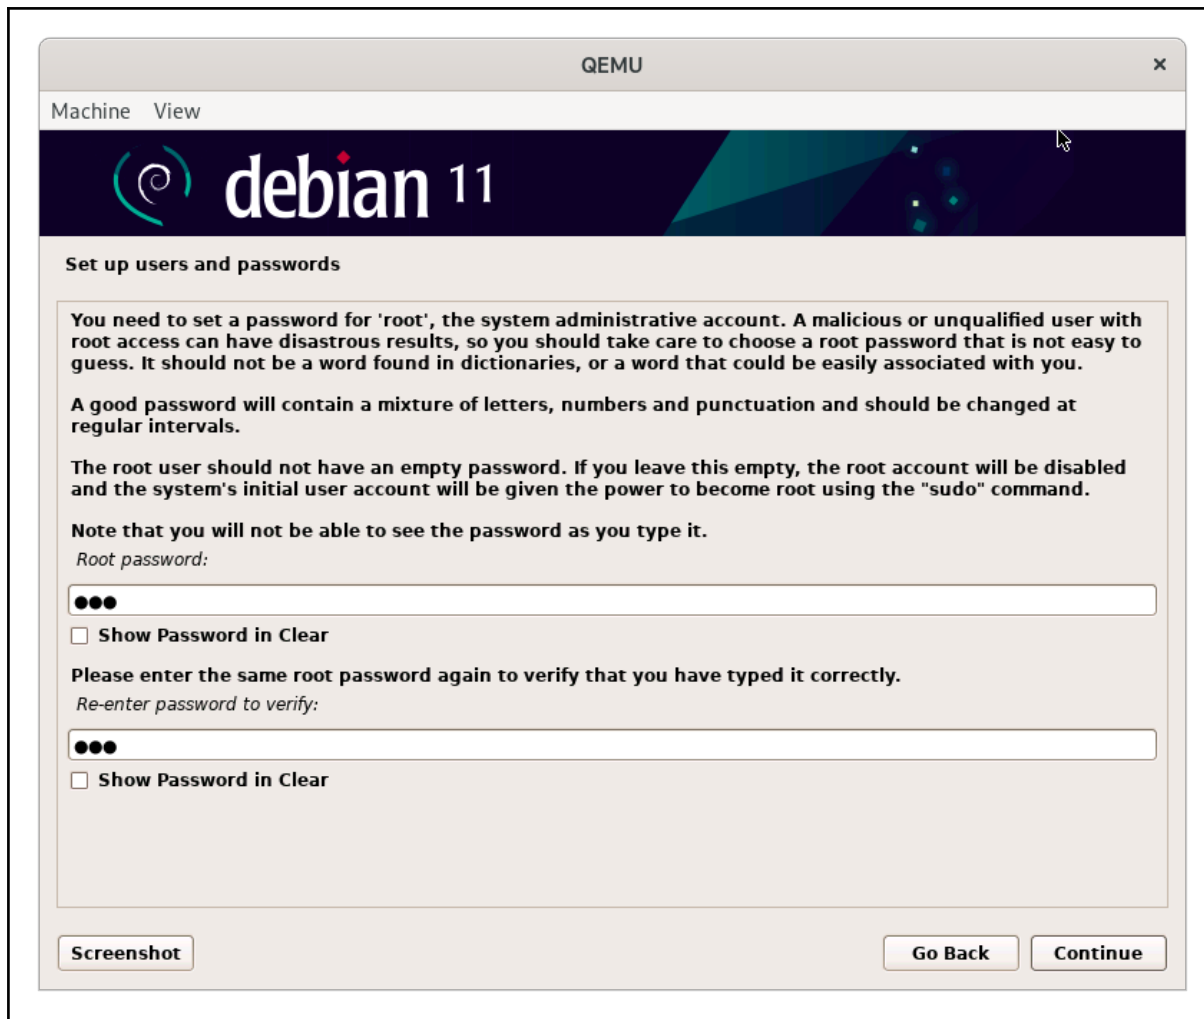 QEMU
×
Machine View
debian 11
Set up users and passwords
You need to set a password for 'root', the system administrative account. A malicious or unqualified user with
root access can have disastrous results, so you should take care to choose a root password that is not easy to
guess. It should not be a word found in dictionaries, or a word that could be easily associated with you.
A good password will contain a mixture of letters, numbers and punctuation and should be changed at
regular intervals.
The root user should not have an empty password. If you leave this empty, the root account will be disabled
and the system's initial user account will be given the power to become root using the "sudo" command.
Note that you will not be able to see the password as you type it.
Root password:
●●●
Show Password in Clear
Please enter the same root password again to verify that you have typed it correctly.
Re-enter password to verify:
●●●
Show Password in Clear
Screenshot Go Back Continue